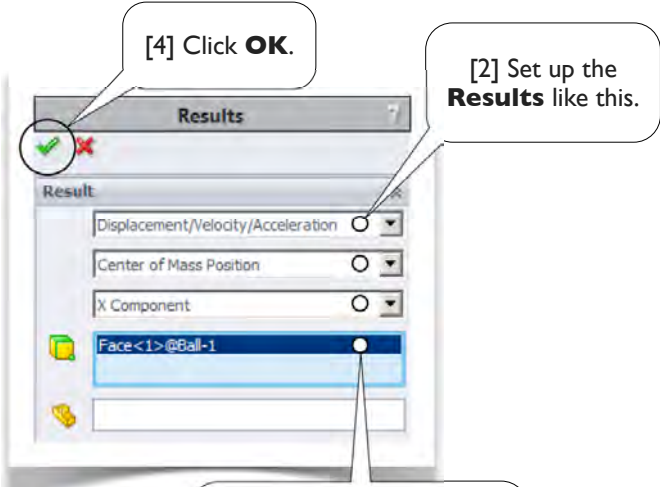 [4] Click OK.
[2] Set up the
Results like this.
Results ?
Result
Displacement/Velocity/Acceleration
Center of Mass Position
X Component
Face<1>@Ball-1